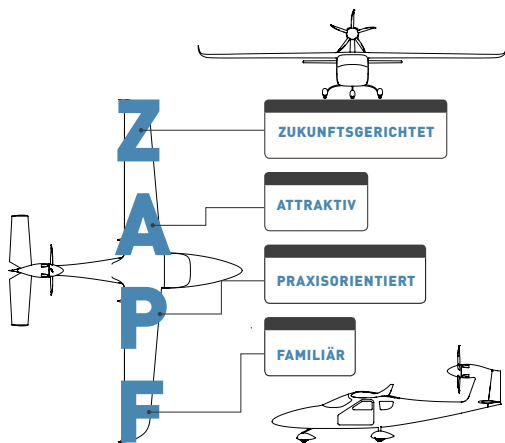 Z
ZUKUNFTSGERICHTET
A
ATTRAKTIV
P
PRAXISORIENTIERT
F
FAMILIÄR